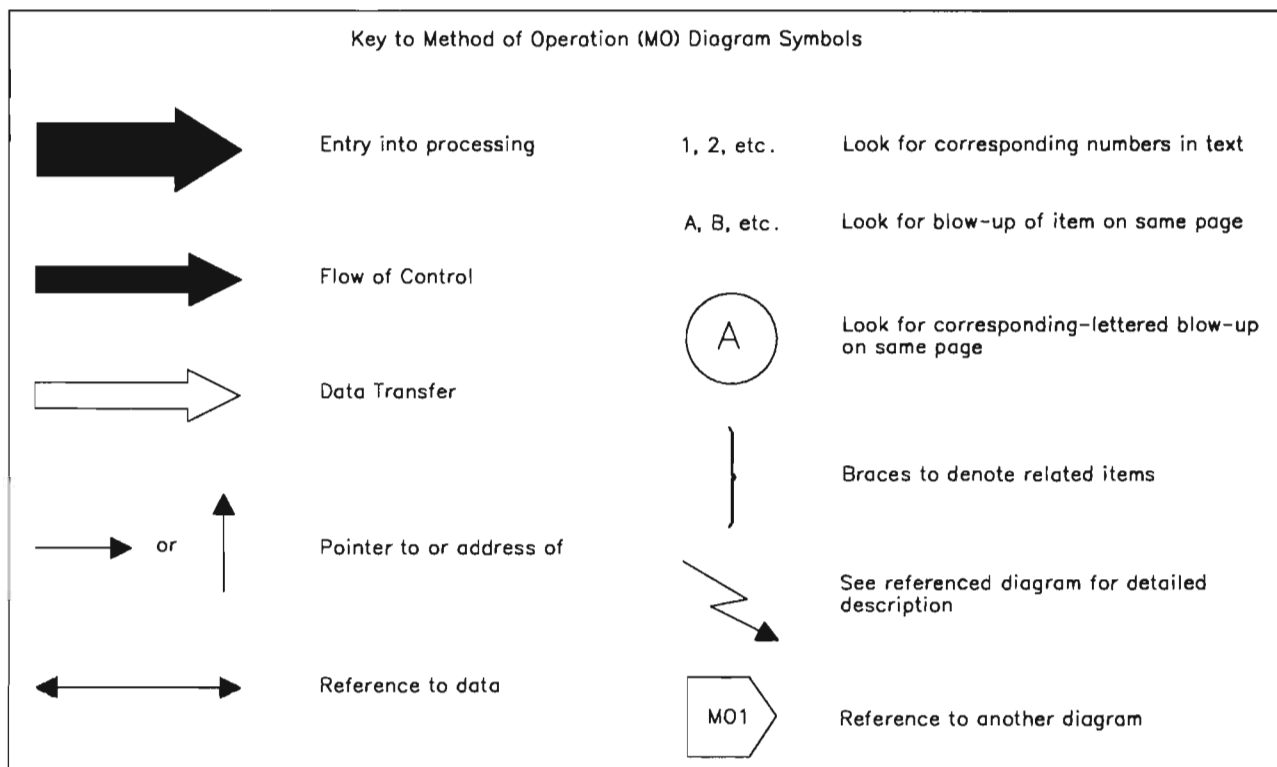 Key to Method of Operation (MO) Diagram Symbols
Entry into processing
Flow of Control
Data Transfer
or
Pointer to or address of
Reference to data
1, 2, etc.
Look for corresponding numbers in text
A, B, etc.
Look for blow-up of item on same page
A
Look for corresponding-lettered blow-up
on same page
Braces to denote related items
See referenced diagram for detailed
description
MO1
Reference to another diagram